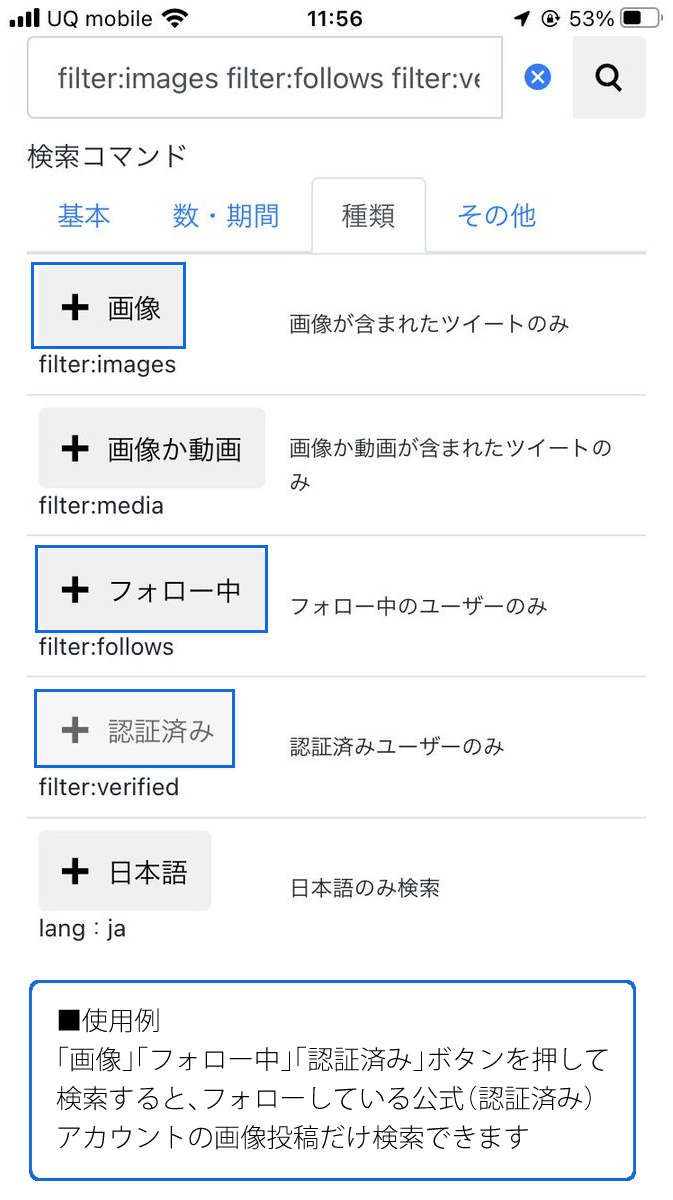 UQ mobile 11:56 53%
filter:images filter:follows filter:ve
検索コマンド
基本 数・期間 種類 その他
+ 画像
画像が含まれたツイートのみ
filter:images
+ 画像か動画
画像か動画が含まれたツイートの
み
filter:media
+ フォロー中
フォロー中のユーザーのみ
filter:follows
+ 認証済み
認証済みユーザーのみ
filter:verified
+ 日本語
日本語のみ検索
lang：ja
■使用例
「画像」「フォロー中」「認証済み」ボタンを押して
検索すると、フォローしている公式（認証済み）
アカウントの画像投稿だけ検索できます